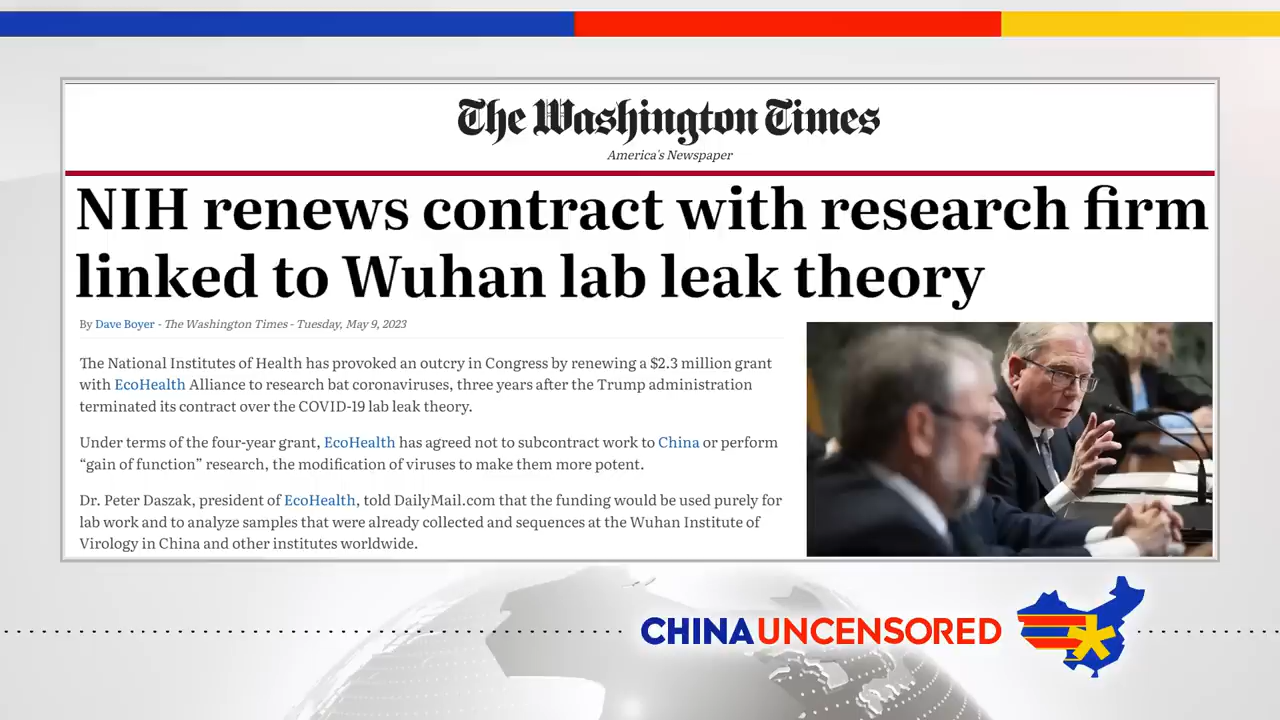 The Washington Times
America's Newspaper
NIH renews contract with research firm
linked to Wuhan lab leak theory
By Dave Boyer - The Washington Times - Tuesday, May 9, 2023
The National Institutes of Health has provoked an outcry in Congress by renewing a $2.3 million grant
with EcoHealth Alliance to research bat coronaviruses, three years after the Trump administration
terminated its contract over the COVID-19 lab leak theory.
Under terms of the four-year grant, EcoHealth has agreed not to subcontract work to China or perform
“gain of function” research, the modification of viruses to make them more potent.
Dr. Peter Daszak, president of EcoHealth, told DailyMail.com that the funding would be used purely for
lab work and to analyze samples that were already collected and sequences at the Wuhan Institute of
Virology in China and other institutes worldwide.
CHINA UNCENSORED